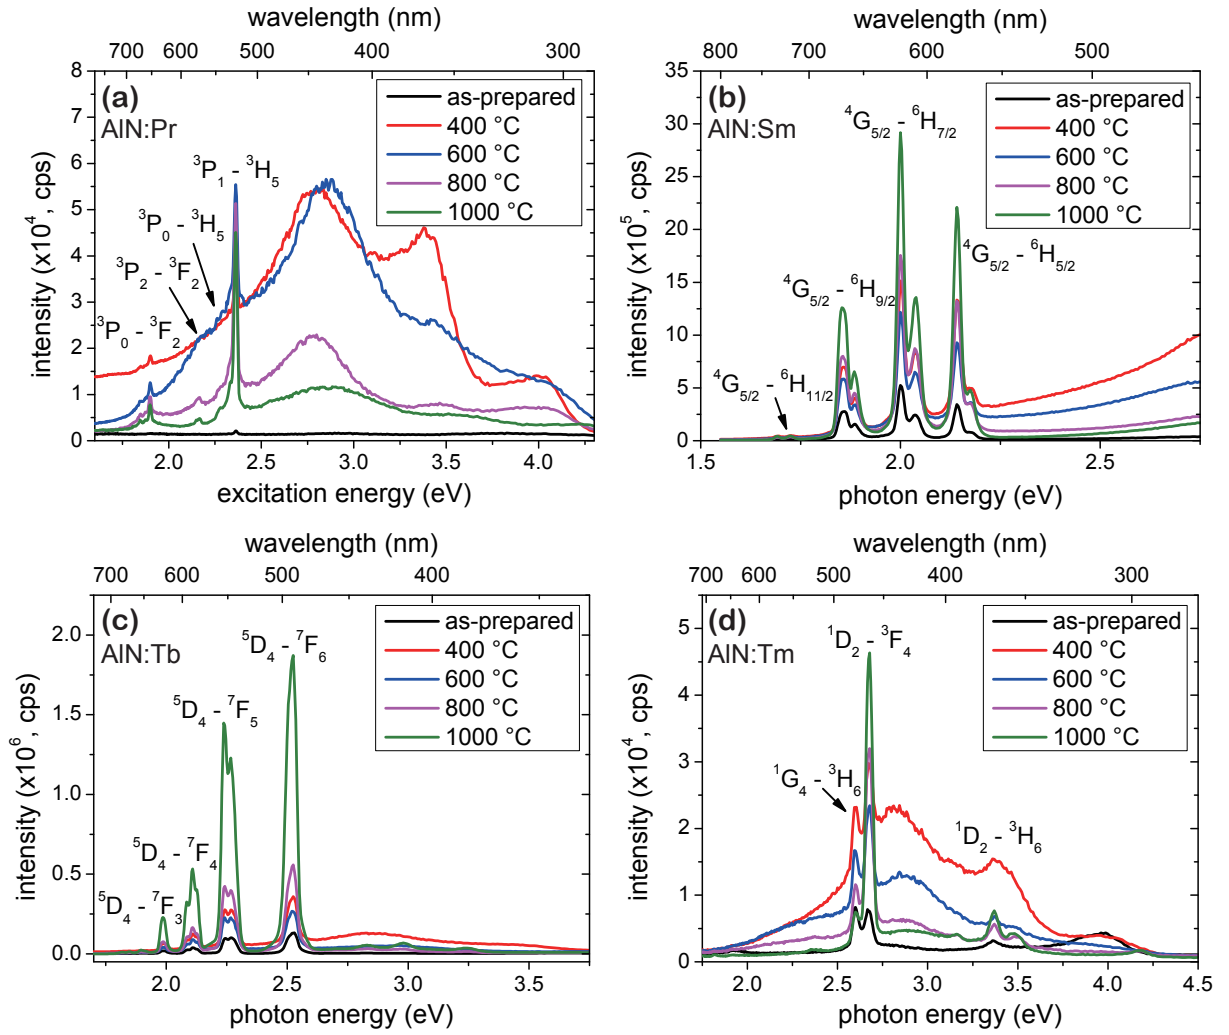 wavelength (nm)
700 600 500 400 300
(a)
AlN:Pr
as-prepared
400 °C
600 °C
800 °C
1000 °C
³P₁ - ³H₅
³P₀ - ³H₅
³P₂ - ³F₂
³P₀ - ³F₂
8
7
6
5
4
3
2
1
0
intensity (x10⁴, cps)
2.0 2.5 3.0 3.5 4.0
excitation energy (eV)
wavelength (nm)
800 700 600 500
(b)
AlN:Sm
as-prepared
400 °C
600 °C
800 °C
1000 °C
⁴G₅/₂ - ⁶H₇/₂
⁴G₅/₂ - ⁶H₅/₂
⁴G₅/₂ - ⁶H₉/₂
⁴G₅/₂ - ⁶H₁₁/₂
35
30
25
20
15
10
5
0
intensity (x10⁵, cps)
1.5 2.0 2.5
photon energy (eV)
wavelength (nm)
700 600 500 400
(c)
AlN:Tb
as-prepared
400 °C
600 °C
800 °C
1000 °C
⁵D₄ - ⁷F₆
⁵D₄ - ⁷F₅
⁵D₄ - ⁷F₄
⁵D₄ - ⁷F₃
2.0
1.5
1.0
0.5
0.0
intensity (x10⁶, cps)
2.0 2.5 3.0 3.5
photon energy (eV)
wavelength (nm)
700 600 500 400 300
(d)
AlN:Tm
as-prepared
400 °C
600 °C
800 °C
1000 °C
¹D₂ - ³F₄
¹G₄ - ³H₆
¹D₂ - ³H₆
5
4
3
2
1
0
intensity (x10⁴, cps)
2.0 2.5 3.0 3.5 4.0 4.5
photon energy (eV)